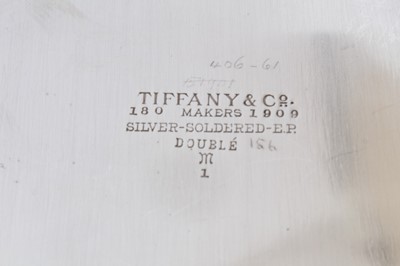 406-61
TIFFANY & Co.
180 MAKERS 1909
SILVER-SOLDERED-E.P.
DOUBLÉ
M
1